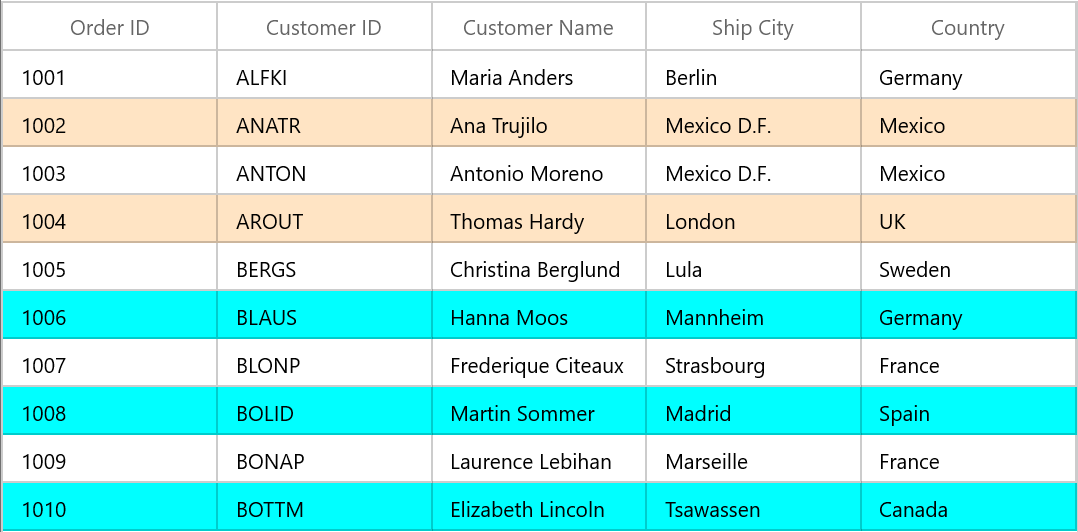 Order ID Customer ID Customer Name Ship City Country
1001 ALFKI Maria Anders Berlin Germany
1002 ANATR Ana Trujilo Mexico D.F. Mexico
1003 ANTON Antonio Moreno Mexico D.F. Mexico
1004 AROUT Thomas Hardy London UK
1005 BERGS Christina Berglund Lula Sweden
1006 BLAUS Hanna Moos Mannheim Germany
1007 BLONP Frederique Citeaux Strasbourg France
1008 BOLID Martin Sommer Madrid Spain
1009 BONAP Laurence Lebihan Marseille France
1010 BOTTM Elizabeth Lincoln Tsawassen Canada